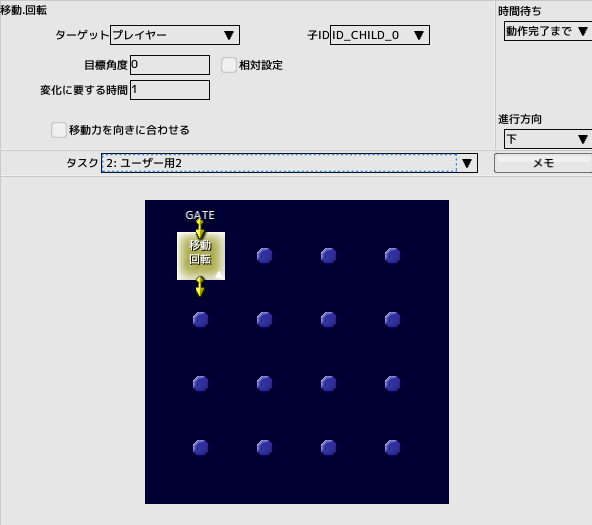 移動.回転
時間待ち
ターゲット プレイヤー ▼ 子ID ID_CHILD_0 ▼
動作完了まで ▼
目標角度 0 相対設定
変化に要する時間 1
移動力を向きに合わせる
進行方向
下 ▼
タスク 2: ユーザー用2 ▼
メモ
GATE
移動
回転